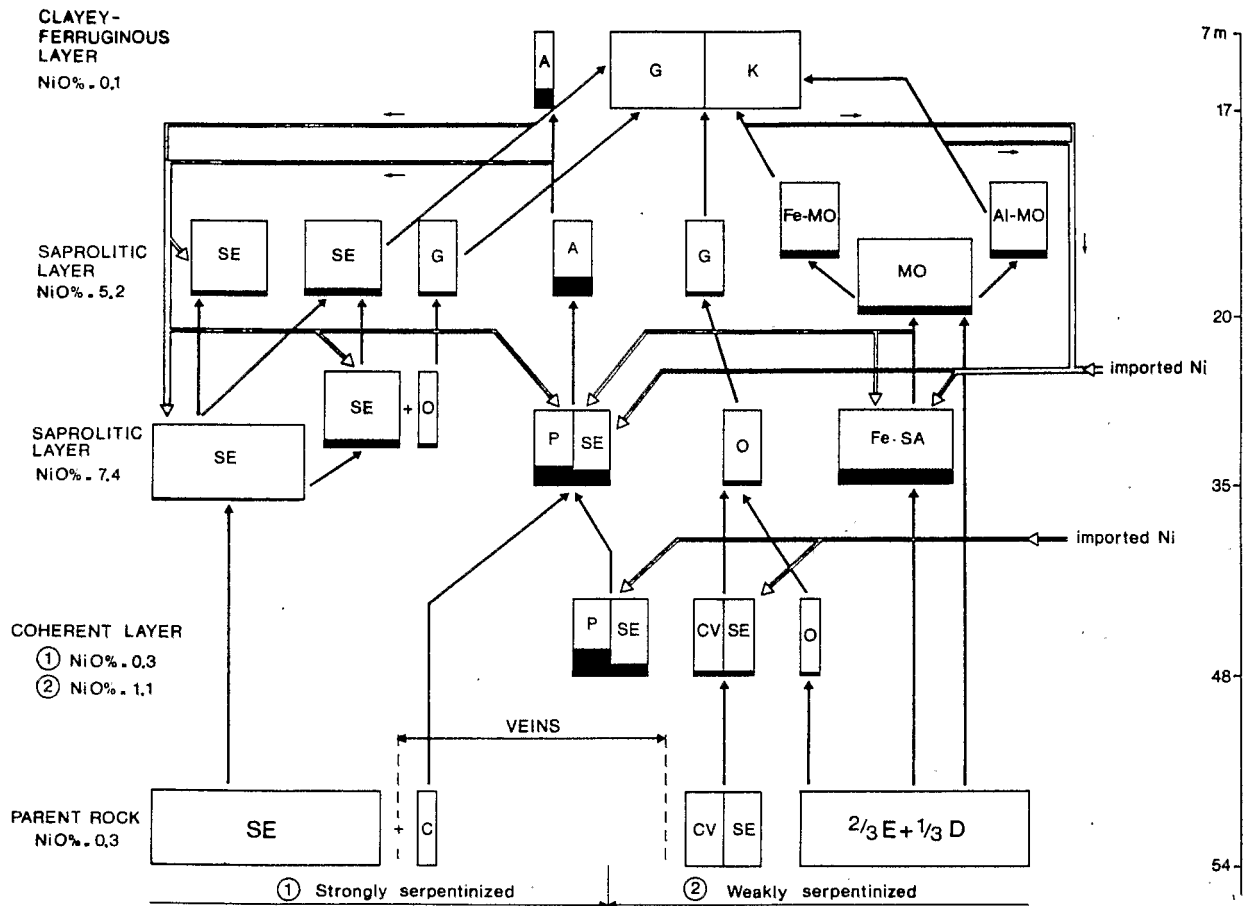 CLAYEY-
FERRUGINOUS
LAYER
NiO%. 0,1
A
G
K
7 m
17
Fe-MO
Al-MO
SAPROLITIC
LAYER
NiO%. 5.2
SE
SE
G
A
G
MO
20
imported Ni
SE
+
O
SAPROLITIC
LAYER
NiO%. 7.4
SE
P
SE
O
Fe-SA
35
imported Ni
COHERENT LAYER
① NiO%. 0.3
② NiO%. 1.1
P
SE
CV
SE
O
48
VEINS
PARENT ROCK
NiO%. 0.3
SE
+
C
CV
SE
2/3 E + 1/3 D
54
① Strongly serpentinized
② Weakly serpentinized